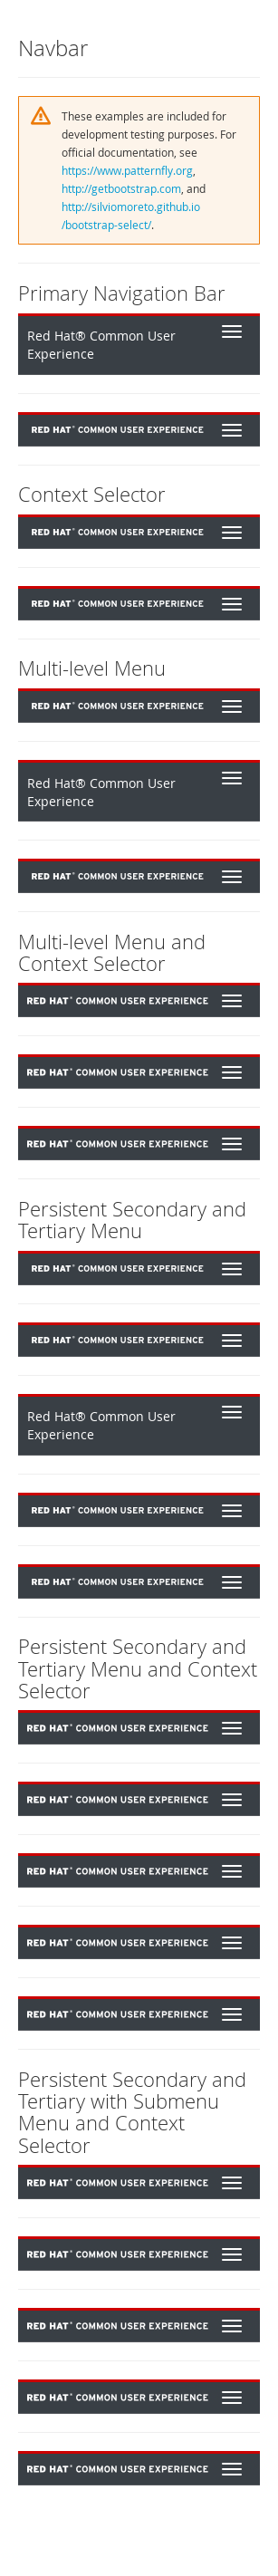 Navbar
These examples are included for
development testing purposes. For
official documentation, see
https://www.patternfly.org,
http://getbootstrap.com, and
http://silviomoreto.github.io
/bootstrap-select/.
Primary Navigation Bar
Red Hat® Common User
Experience
RED HAT® COMMON USER EXPERIENCE
Context Selector
RED HAT® COMMON USER EXPERIENCE
RED HAT® COMMON USER EXPERIENCE
Multi-level Menu
RED HAT® COMMON USER EXPERIENCE
Red Hat® Common User
Experience
RED HAT® COMMON USER EXPERIENCE
Multi-level Menu and
Context Selector
RED HAT® COMMON USER EXPERIENCE
RED HAT® COMMON USER EXPERIENCE
RED HAT® COMMON USER EXPERIENCE
Persistent Secondary and
Tertiary Menu
RED HAT® COMMON USER EXPERIENCE
RED HAT® COMMON USER EXPERIENCE
Red Hat® Common User
Experience
RED HAT® COMMON USER EXPERIENCE
RED HAT® COMMON USER EXPERIENCE
Persistent Secondary and
Tertiary Menu and Context
Selector
RED HAT® COMMON USER EXPERIENCE
RED HAT® COMMON USER EXPERIENCE
RED HAT® COMMON USER EXPERIENCE
RED HAT® COMMON USER EXPERIENCE
RED HAT® COMMON USER EXPERIENCE
Persistent Secondary and
Tertiary with Submenu
Menu and Context
Selector
RED HAT® COMMON USER EXPERIENCE
RED HAT® COMMON USER EXPERIENCE
RED HAT® COMMON USER EXPERIENCE
RED HAT® COMMON USER EXPERIENCE
RED HAT® COMMON USER EXPERIENCE